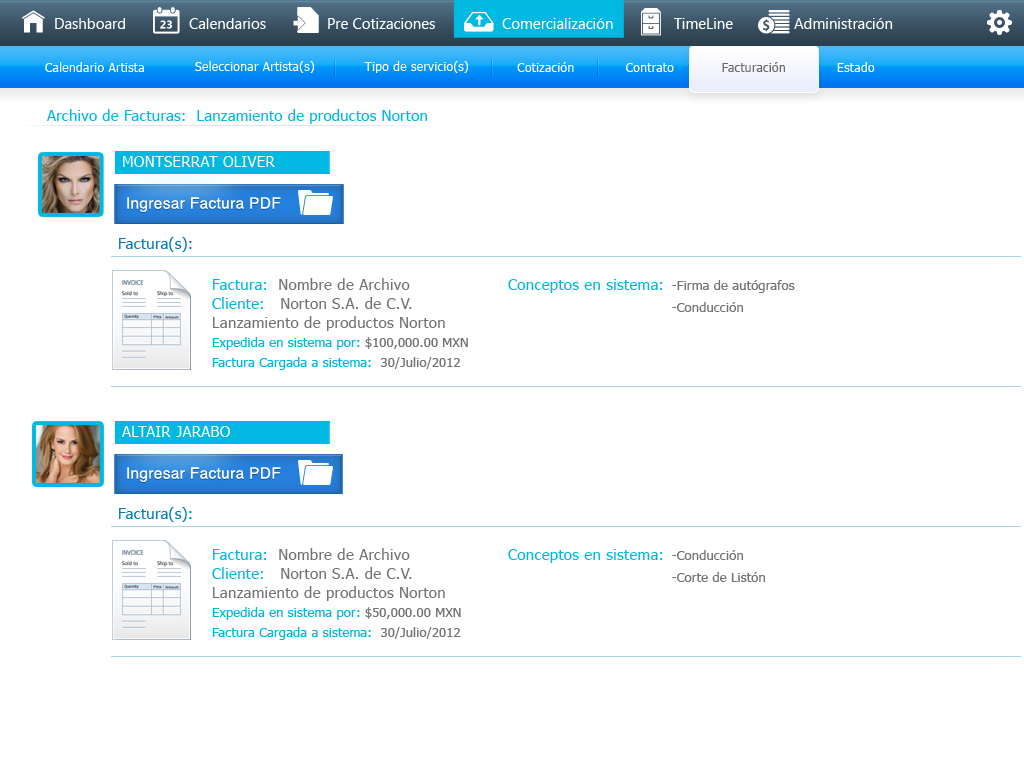 Dashboard 23 Calendarios Pre Cotizaciones Comercialización TimeLine $ Administración
Calendario Artista Seleccionar Artista(s) Tipo de servicio(s) Cotización Contrato Facturación Estado
Archivo de Facturas: Lanzamiento de productos Norton
MONTSERRAT OLIVER
Ingresar Factura PDF
Factura(s):
INVOICE
Sold to Ship to
Quantity Price Amount
Factura: Nombre de Archivo
Cliente: Norton S.A. de C.V.
Lanzamiento de productos Norton
Expedida en sistema por: $100,000.00 MXN
Factura Cargada a sistema: 30/Julio/2012
Conceptos en sistema: -Firma de autógrafos
-Conducción
ALTAIR JARABO
Ingresar Factura PDF
Factura(s):
INVOICE
Sold to Ship to
Quantity Price Amount
Factura: Nombre de Archivo
Cliente: Norton S.A. de C.V.
Lanzamiento de productos Norton
Expedida en sistema por: $50,000.00 MXN
Factura Cargada a sistema: 30/Julio/2012
Conceptos en sistema: -Conducción
-Corte de Listón